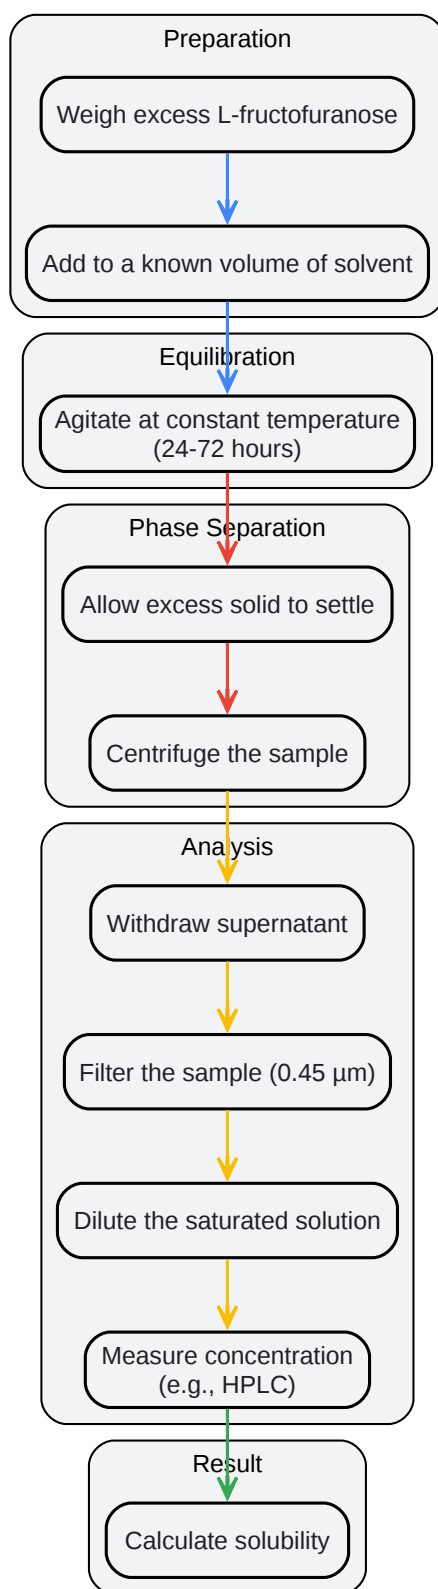 Preparation
Weigh excess L-fructofuranose
Add to a known volume of solvent
Equilibration
Agitate at constant temperature
(24-72 hours)
Phase Separation
Allow excess solid to settle
Centrifuge the sample
Analysis
Withdraw supernatant
Filter the sample (0.45 µm)
Dilute the saturated solution
Measure concentration
(e.g., HPLC)
Result
Calculate solubility